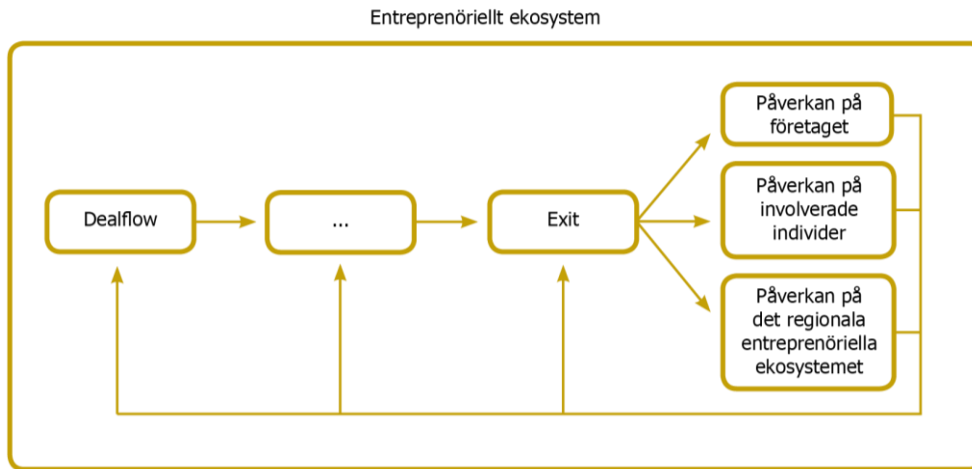 Entreprenöriellt ekosystem
Påverkan på
företaget
Dealflow
...
Exit
Påverkan på
involverade
individer
Påverkan på
det regionala
entreprenöriella
ekosystemet